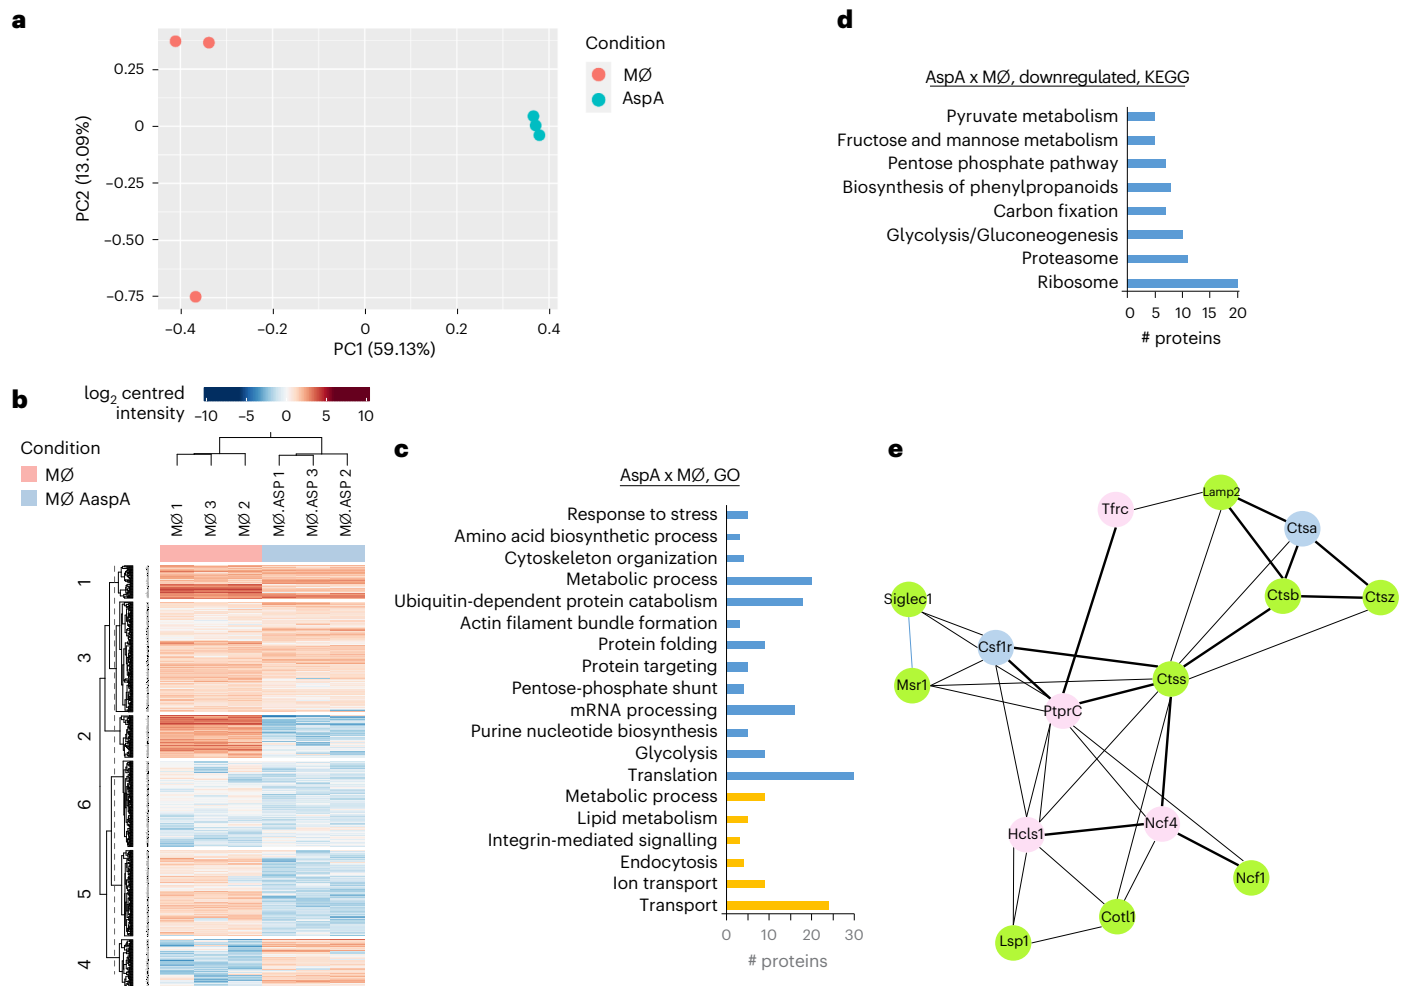 a
0.25
0
−0.25
−0.50
−0.75
PC2 (13.09%)
−0.4
−0.2
0
0.2
0.4
PC1 (59.13%)
Condition
MØ
AspA
b
log2 centred
intensity
−10
−5
0
5
10
Condition
MØ
MØ AaspA
MØ 1
MØ 3
MØ 2
MØ.ASP 1
MØ.ASP 3
MØ.ASP 2
1
3
2
6
5
4
c
AspA x MØ, GO
Response to stress
Amino acid biosynthetic process
Cytoskeleton organization
Metabolic process
Ubiquitin-dependent protein catabolism
Actin filament bundle formation
Protein folding
Protein targeting
Pentose-phosphate shunt
mRNA processing
Purine nucleotide biosynthesis
Glycolysis
Translation
Metabolic process
Lipid metabolism
Integrin-mediated signalling
Endocytosis
Ion transport
Transport
0
10
20
30
# proteins
d
AspA x MØ, downregulated, KEGG
Pyruvate metabolism
Fructose and mannose metabolism
Pentose phosphate pathway
Biosynthesis of phenylpropanoids
Carbon fixation
Glycolysis/Gluconeogenesis
Proteasome
Ribosome
0
5
10
15
20
# proteins
e
Lamp2
Tfrc
Ctsa
Siglec1
Ctsb
Ctsz
Csf1r
Msr1
Ctss
PtprC
Hcls1
Ncf4
Ncf1
Cotl1
Lsp1